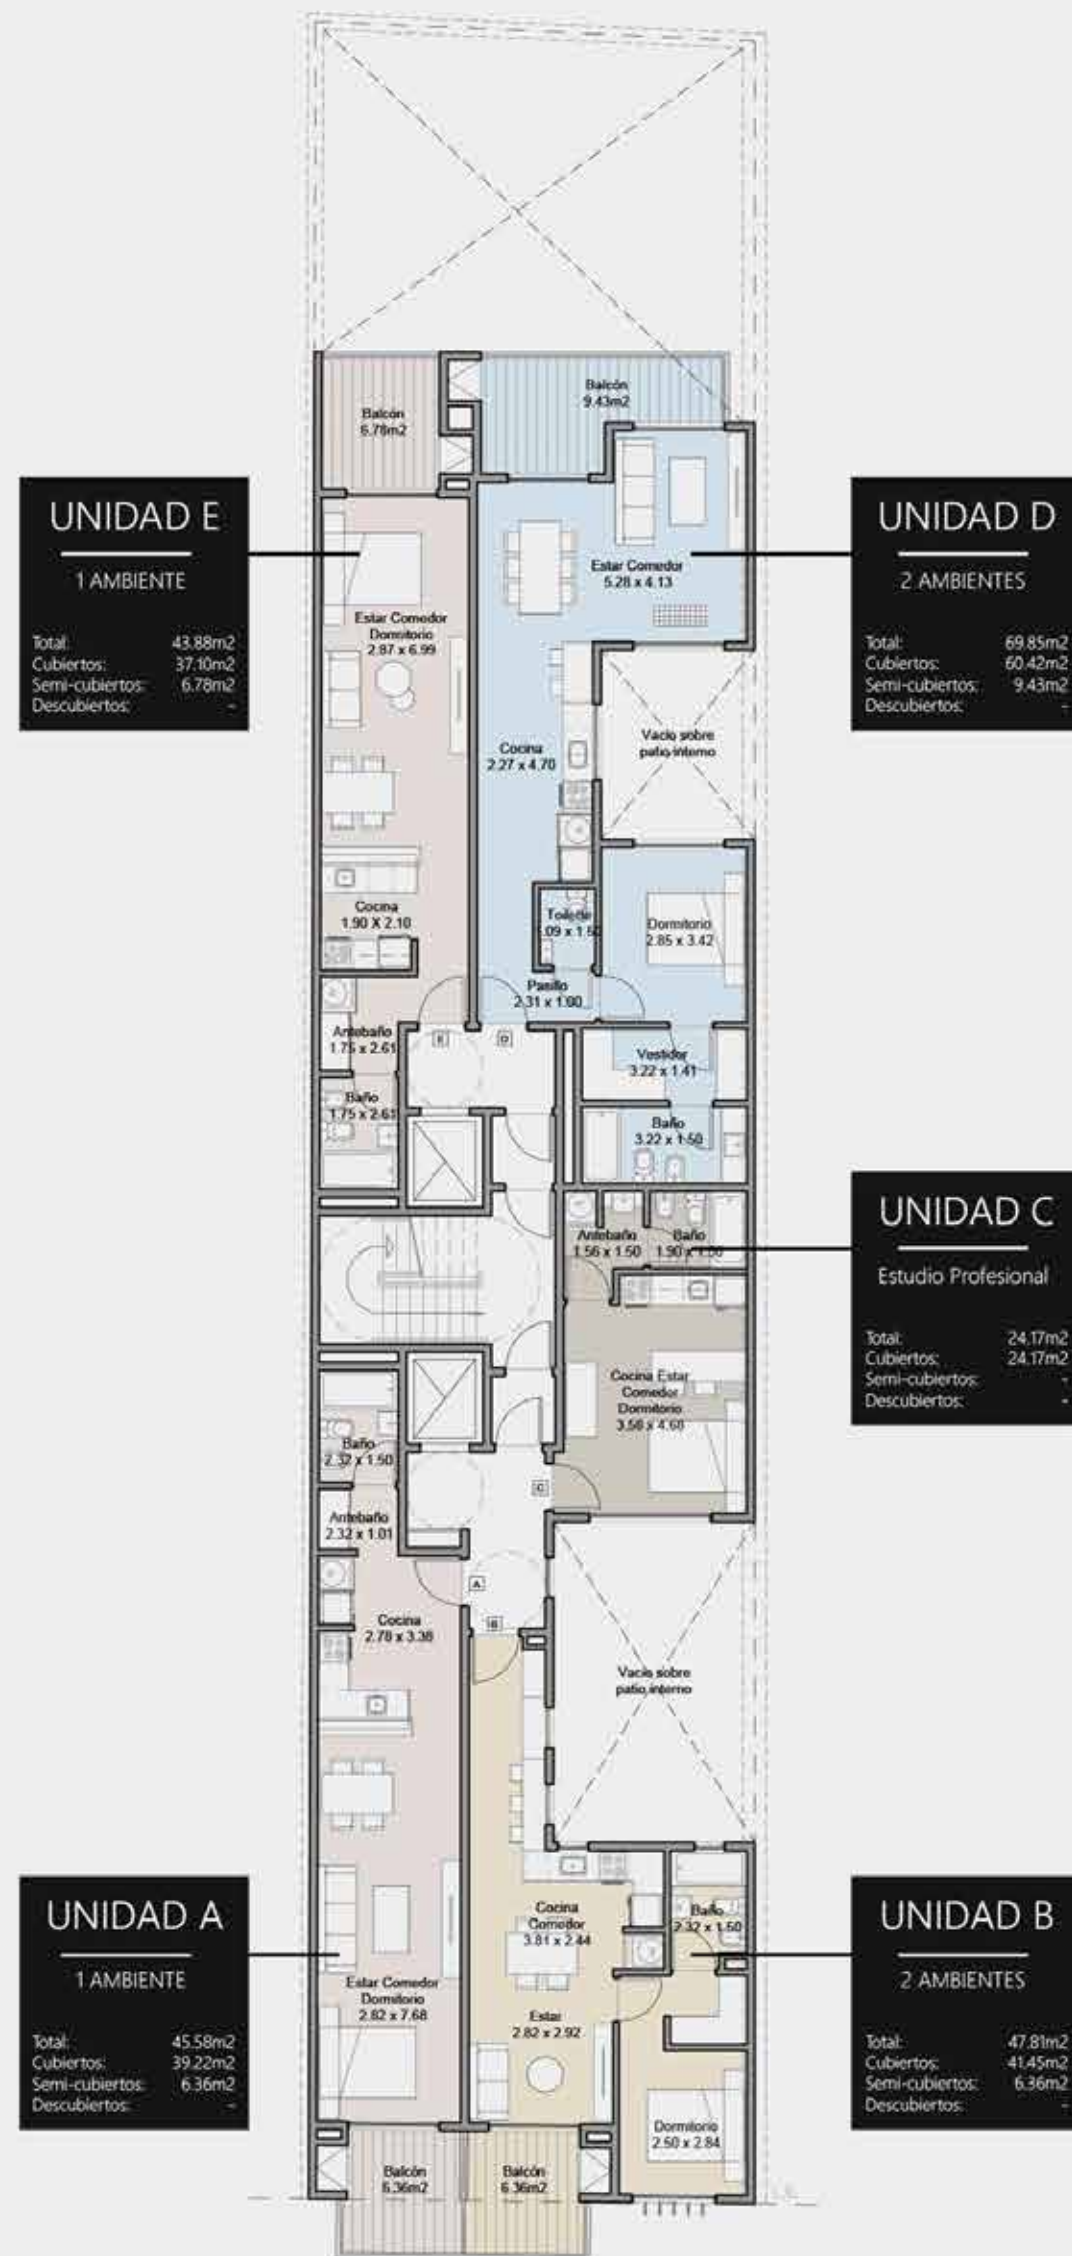 Balcón
9.43m2
Balcón
6.78m2
UNIDAD E
1 AMBIENTE
Total: 43.88m2
Cubiertos: 37.10m2
Semi-cubiertos: 6.78m2
Descubiertos: -
UNIDAD D
2 AMBIENTES
Total: 69.85m2
Cubiertos: 60.42m2
Semi-cubiertos: 9.43m2
Descubiertos: -
Estar Comedor
5.28 x 4.13
Estar Comedor
Dormitorio
2.87 x 6.99
Vacío sobre
patio interno
Cocina
2.27 x 4.70
Cocina
1.90 X 2.10
Toilette
Dormitorio
2.85 x 3.42
Pasillo
2.31 x 1.00
Antebaño
1.75 x 2.61
E
D
Vestidor
3.22 x 1.41
Baño
1.75 x 2.61
Baño
3.22 x 1.50
UNIDAD C
Estudio Profesional
Total: 24.17m2
Cubiertos: 24.17m2
Semi-cubiertos: -
Descubiertos: -
Antebaño
1.56 x 1.50
Baño
1.90 x
Cocina Estar
Comedor
Dormitorio
Baño
2.32 x 1.50
C
Antebaño
2.32 x 1.01
A
B
Cocina
2.78 x 3.38
Vacío sobre
patio interno
UNIDAD A
1 AMBIENTE
Total: 45.58m2
Cubiertos: 39.22m2
Semi-cubiertos: 6.36m2
Descubiertos: -
UNIDAD B
2 AMBIENTES
Total: 47.81m2
Cubiertos: 41.45m2
Semi-cubiertos: 6.36m2
Descubiertos: -
Cocina
Comedor
3.81 x 2.44
Baño
2.32 x 1.50
Estar Comedor
Dormitorio
2.82 x 7.68
Estar
2.82 x 2.92
Dormitorio
2.50 x 2.84
Balcón
6.36m2
Balcón
6.36m2